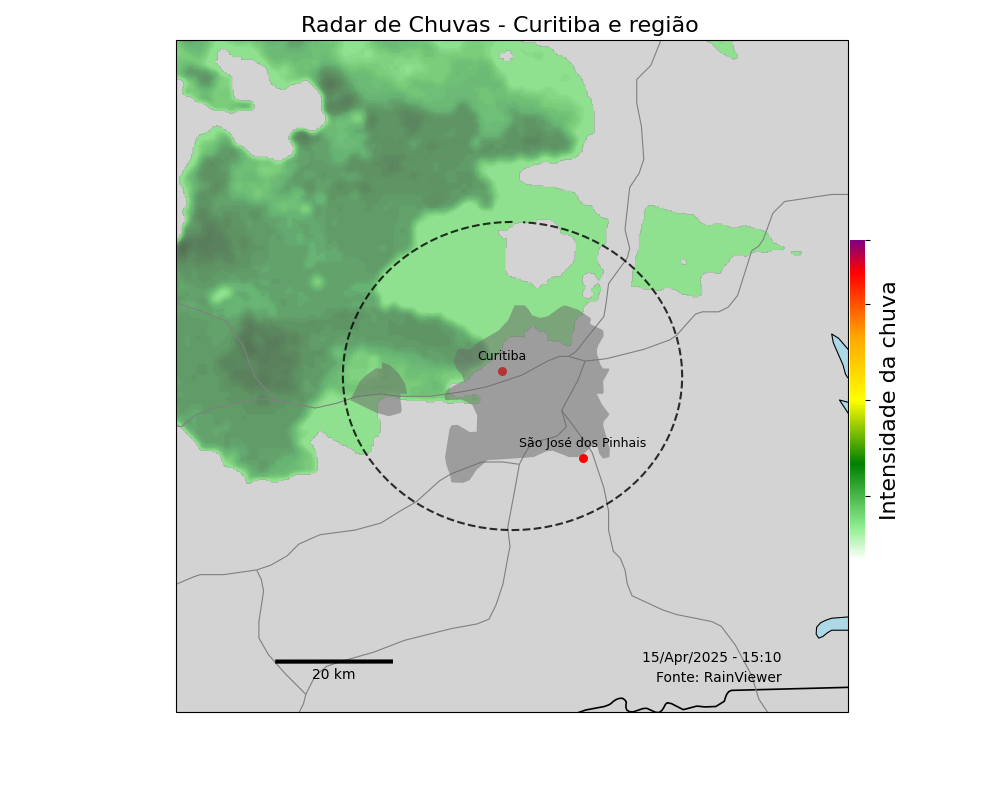 Radar de Chuvas - Curitiba e região
Curitiba
São José dos Pinhais
Intensidade da chuva
15/Apr/2025 - 15:10
Fonte: RainViewer
20 km